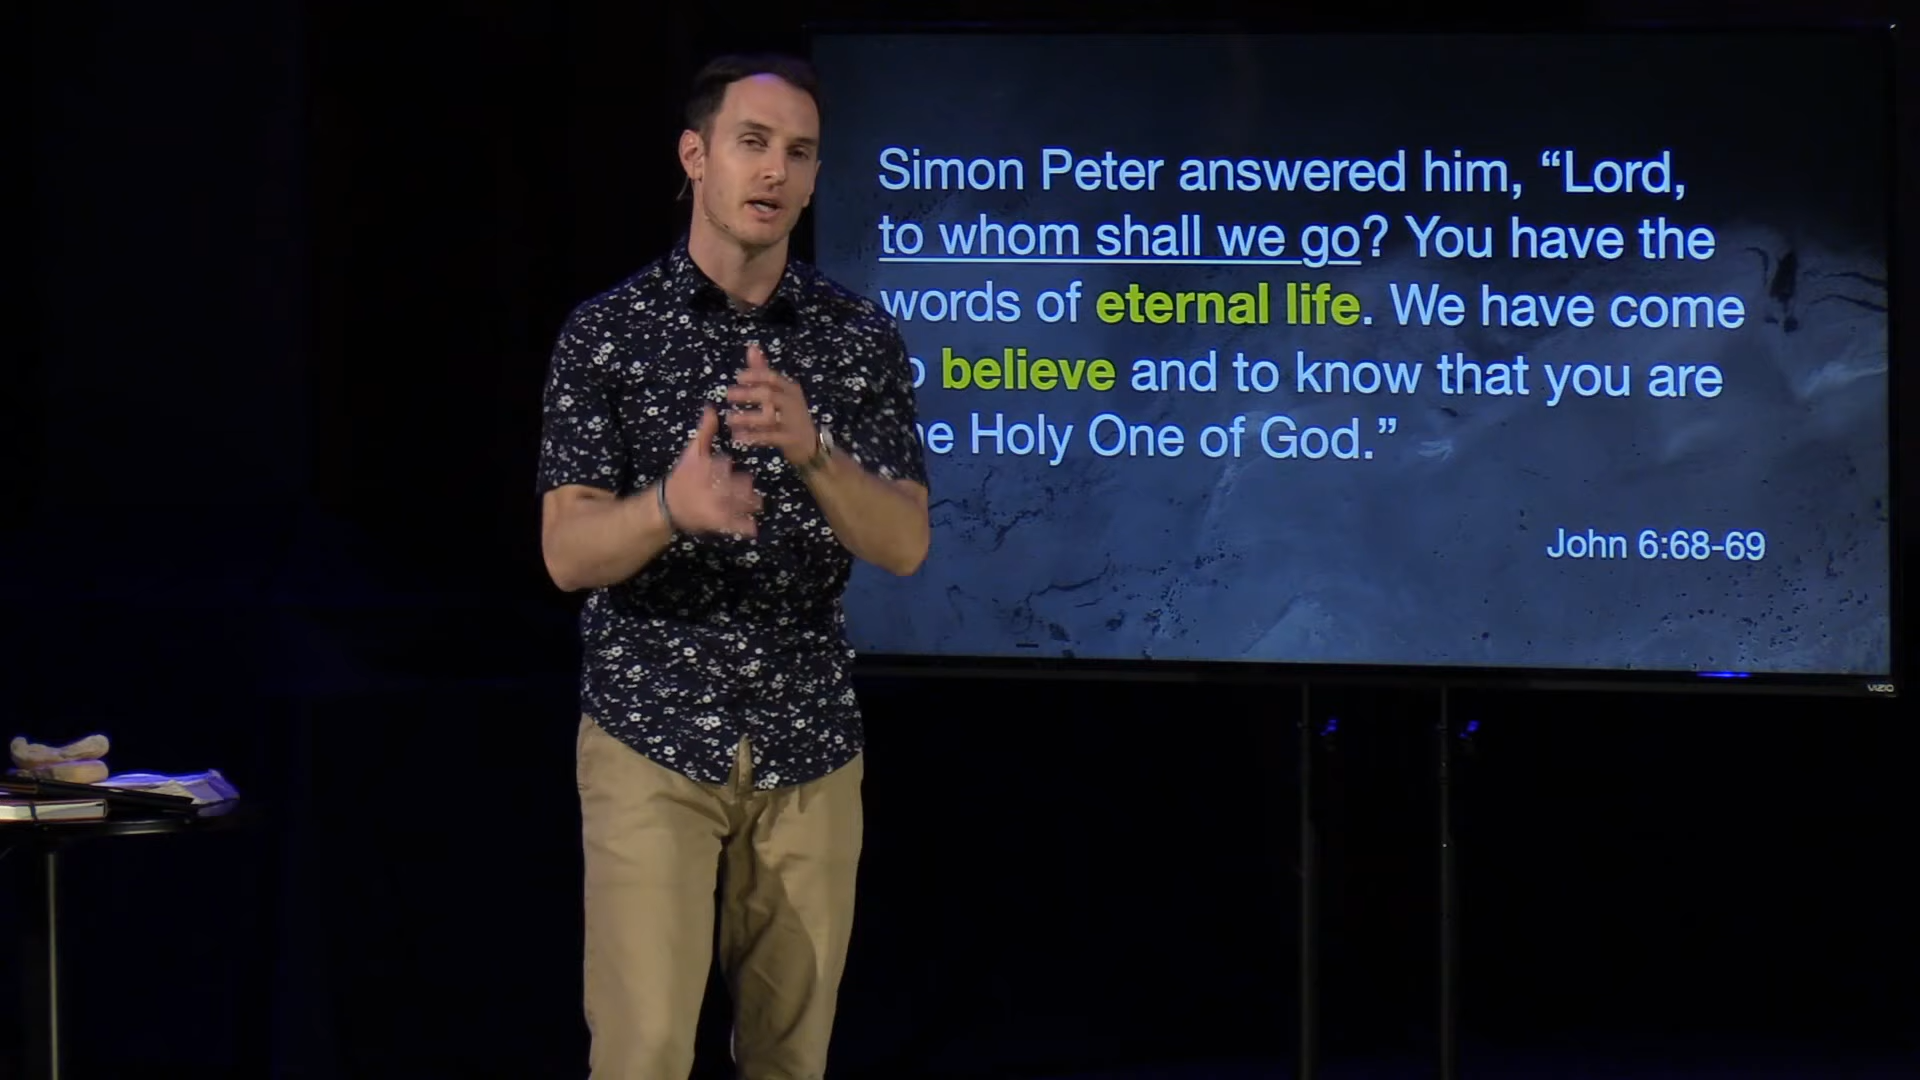 Simon Peter answered him, “Lord,
to whom shall we go? You have the
words of eternal life. We have come
believe and to know that you are
Holy One of God.”
John 6:68-69
VIZIO